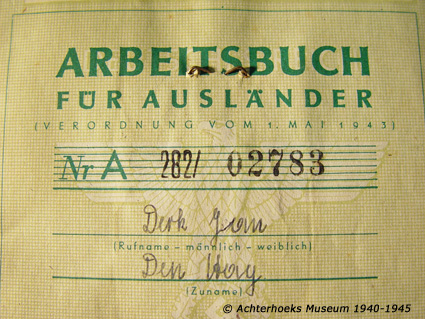 ARBEITSBUCH
FÜR AUSLÄNDER
(VERORDNUNG VOM 1. MAI 1943)
Nr A 282/ 02783
Derk Jan
(Rufname – männlich – weiblich)
Den Hag
(Zuname)
© Achterhoeks Museum 1940-1945